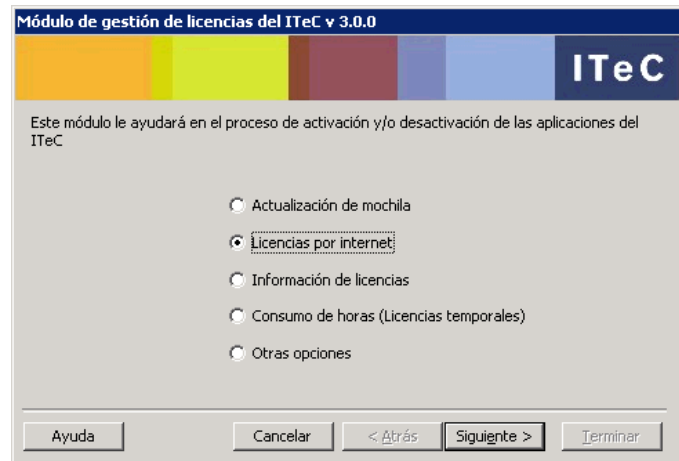 Módulo de gestión de licencias del ITeC v 3.0.0
ITeC
Este módulo le ayudará en el proceso de activación y/o desactivación de las aplicaciones del
ITeC
Actualización de mochila
Licencias por internet
Información de licencias
Consumo de horas (Licencias temporales)
Otras opciones
Ayuda Cancelar < Atrás Siguiente > Terminar